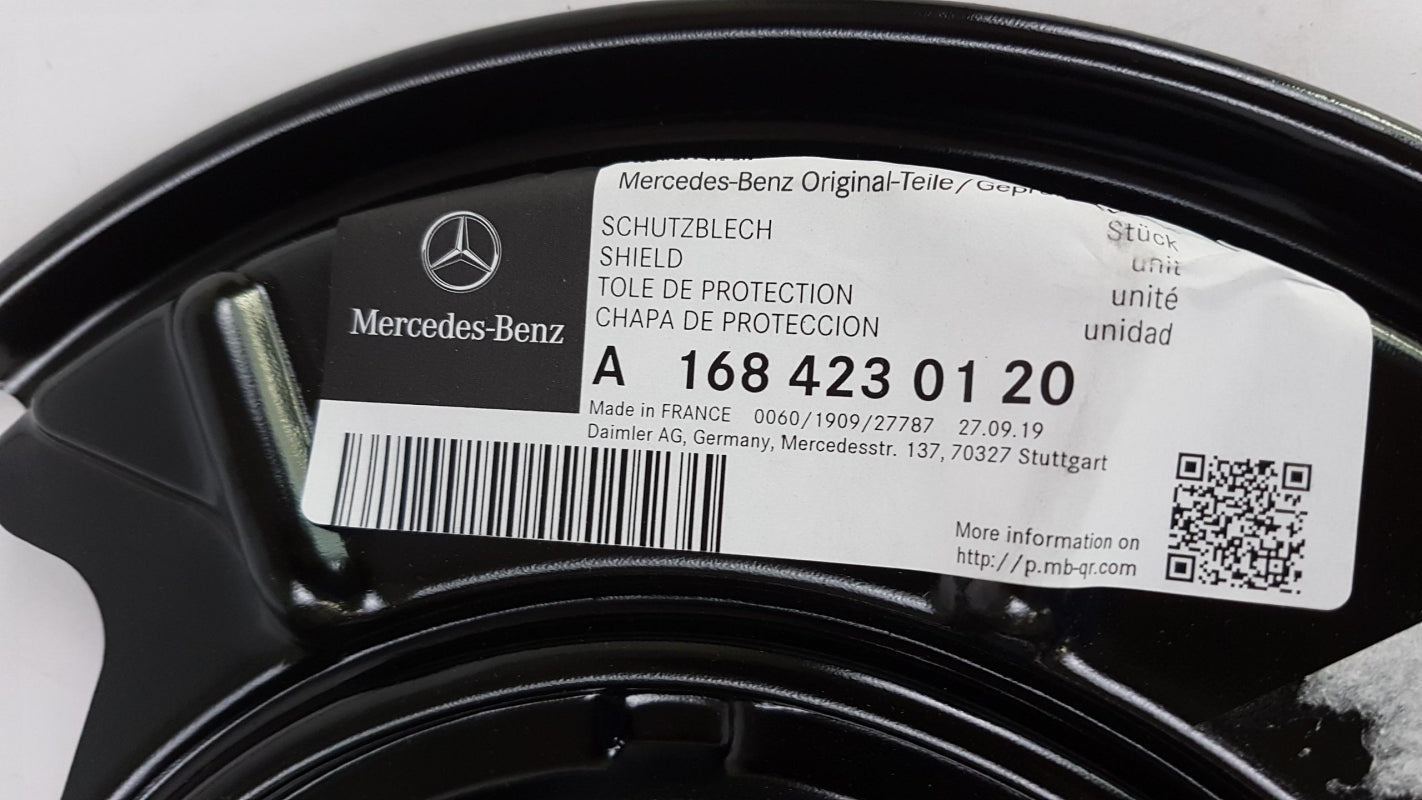 Mercedes-Benz Original-Teile/
Mercedes-Benz
SCHUTZBLECH
SHIELD
TOLE DE PROTECTION
CHAPA DE PROTECCION
Stück
unit
unité
unidad
A 168 423 01 20
Made in FRANCE 0060/1909/27787 27.09.19
Daimler AG, Germany, Mercedesstr. 137, 70327 Stuttgart
More information on
http://p.mb-qr.com